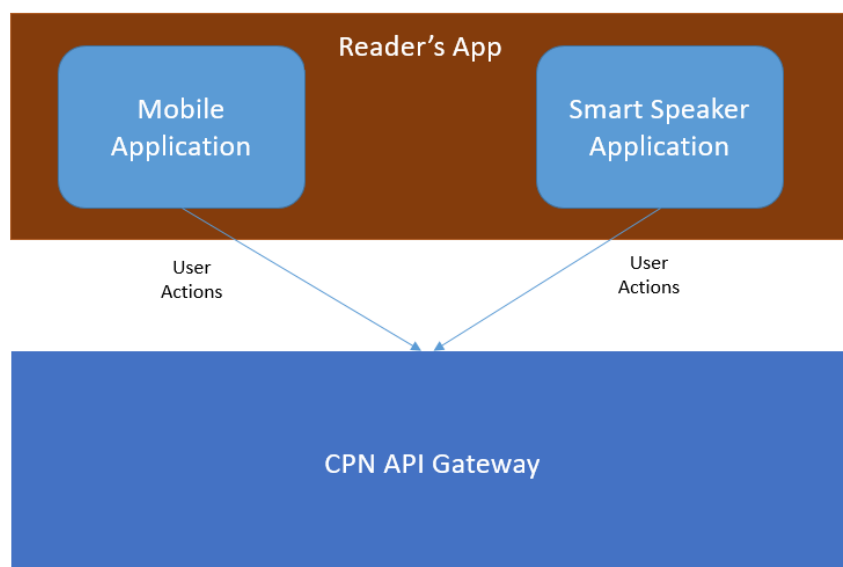 Reader’s App
Mobile
Application
Smart Speaker
Application
User
Actions
User
Actions
CPN API Gateway